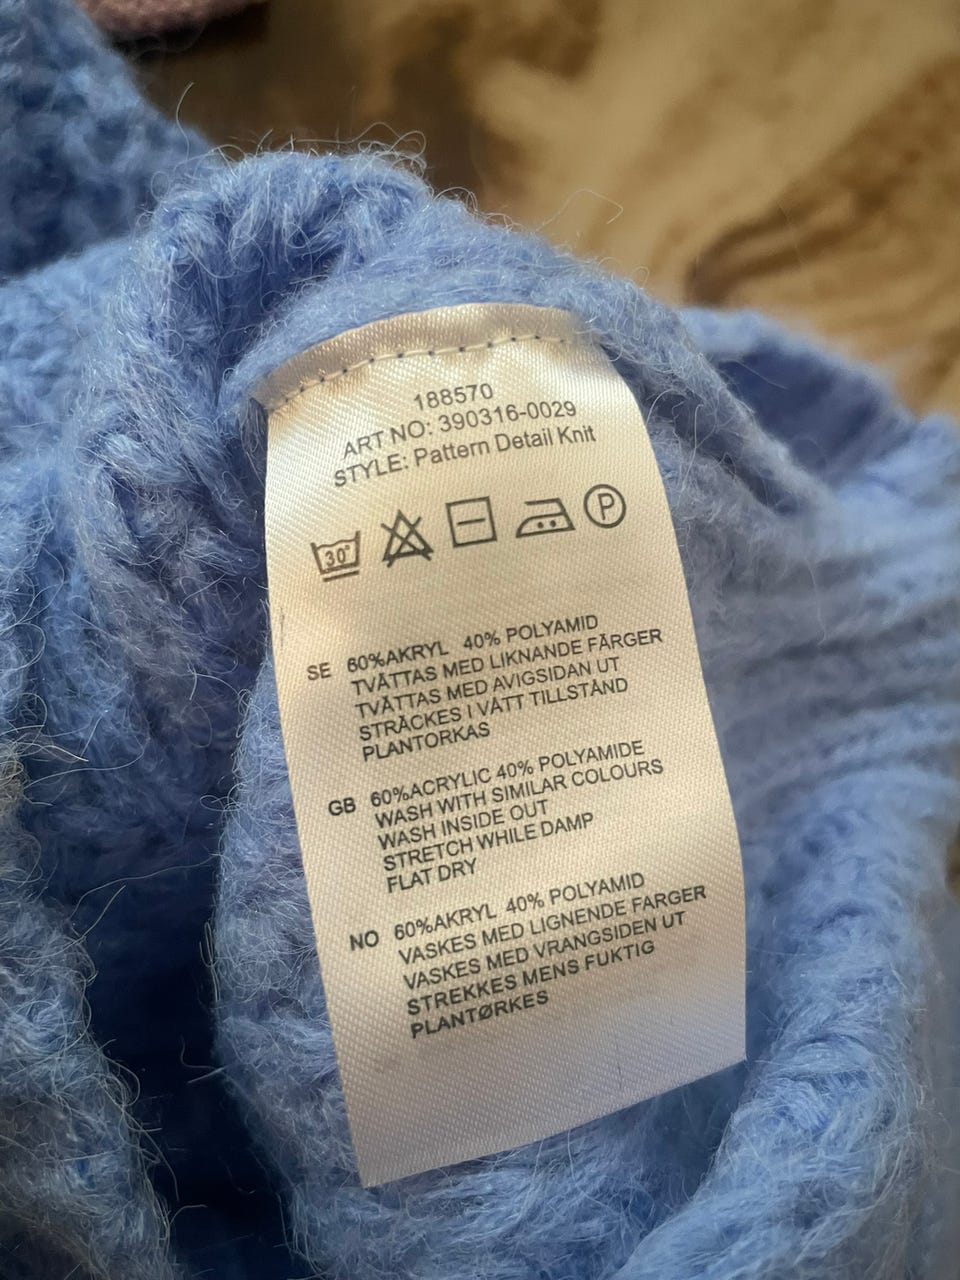 188570
ART NO: 390316-0029
STYLE: Pattern Detail Knit
30° P
SE 60%AKRYL 40% POLYAMID
TVÄTTAS MED LIKNANDE FÄRGER
TVÄTTAS MED AVIGSIDAN UT
STRÄCKES I VÅTT TILLSTÅND
PLANTORKAS
GB 60%ACRYLIC 40% POLYAMIDE
WASH WITH SIMILAR COLOURS
WASH INSIDE OUT
STRETCH WHILE DAMP
FLAT DRY
NO 60%AKRYL 40% POLYAMID
VASKES MED LIGNENDE FARGER
VASKES MED VRANGSIDEN UT
STREKKES MENS FUKTIG
PLANTØRKES